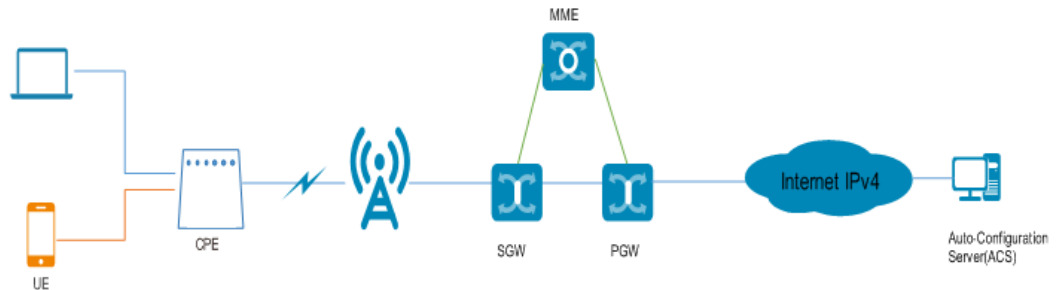 MME
Internet IPv4
CPE
SGW
PGW
Auto-Configuration
Server(ACS)
UE